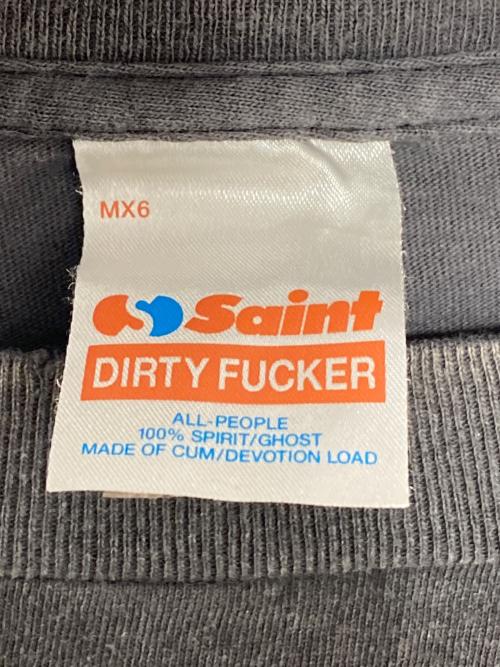 MX6
Saint
DIRTY FUCKER
ALL-PEOPLE
100% SPIRIT/GHOST
MADE OF CUM/DEVOTION LOAD